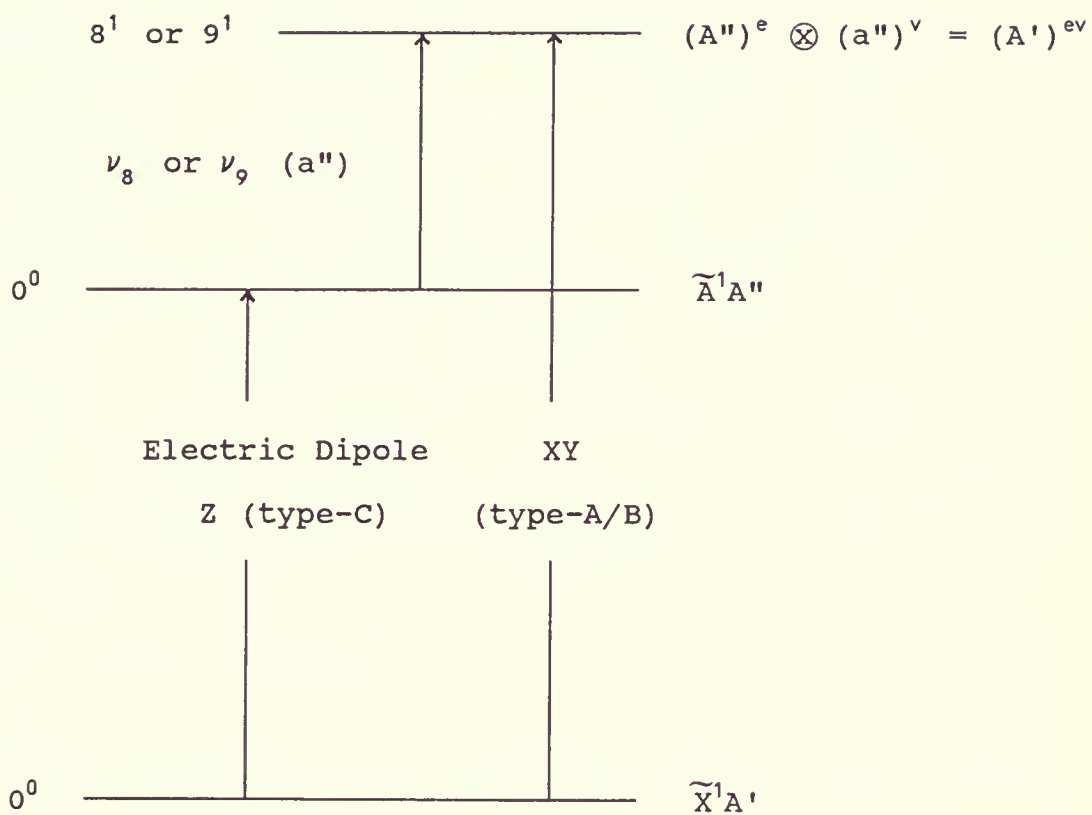 8¹ or 9¹ (A")ᵉ ⊗ (a")ᵛ = (A')ᵉᵛ
ν₈ or ν₉ (a")
0⁰ Ã¹A"
Electric Dipole XY
Z (type-C) (type-A/B)
0⁰ X̃¹A'